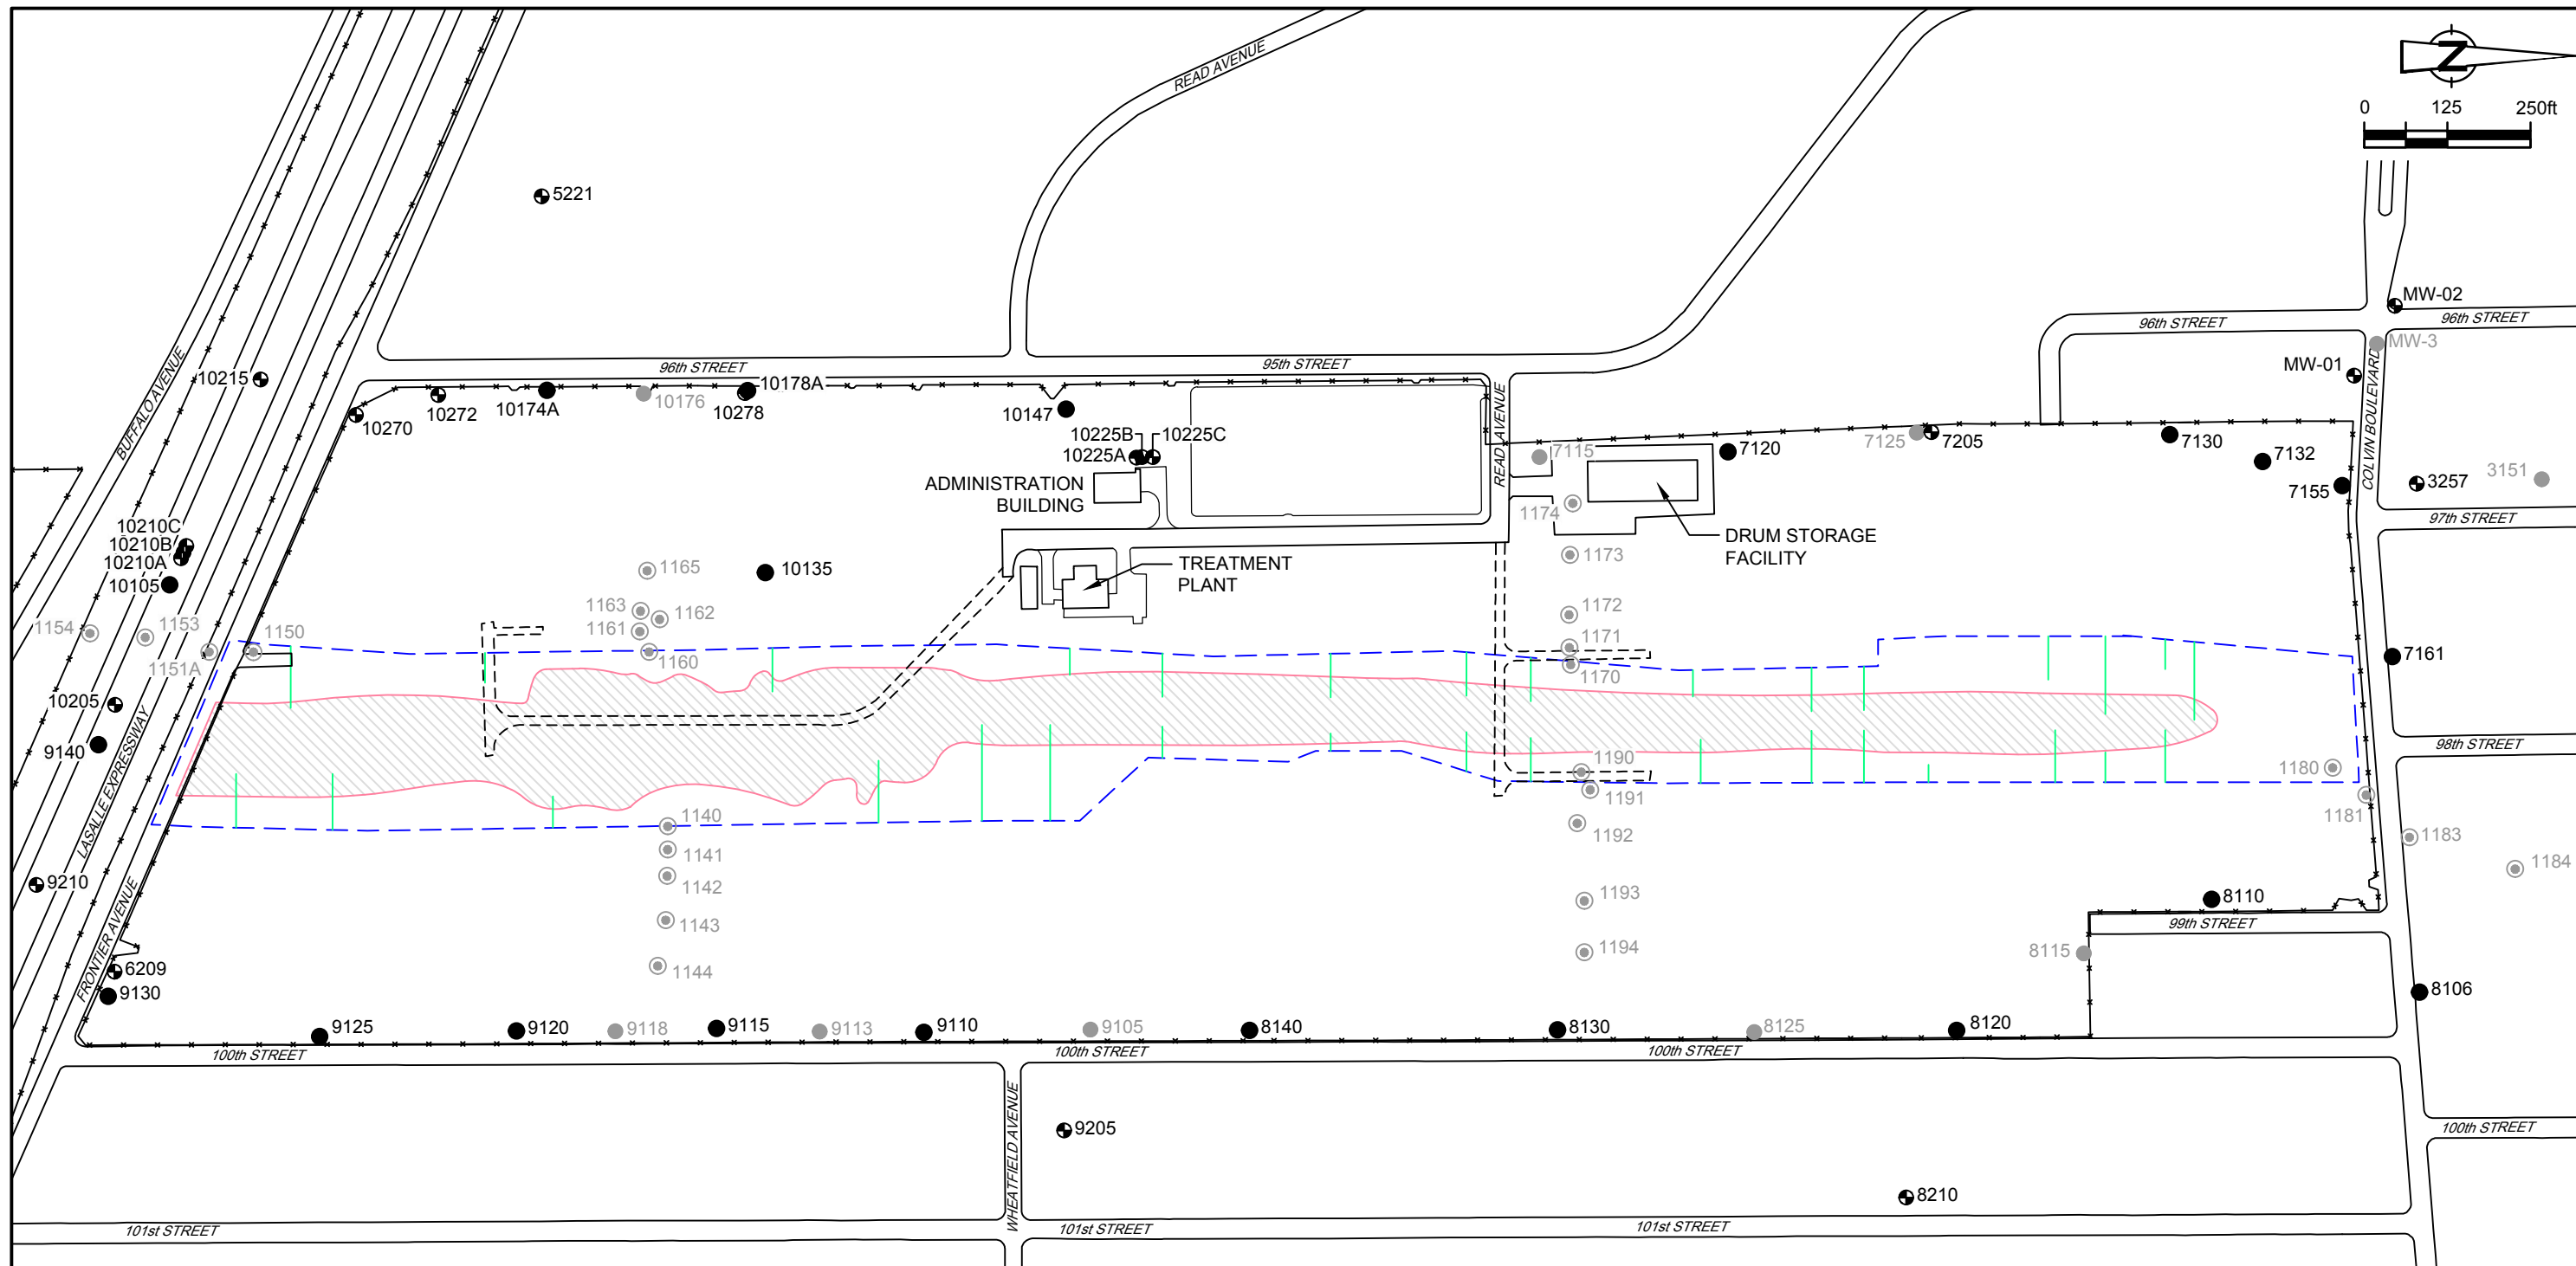 READ AVENUE
N
0 125 250ft
5221
MW-02
96th STREET
96th STREET
MW-3
MW-01
BUFFALO AVENUE
10215
96th STREET
95th STREET
10270
10272
10174A
10176
10278
10178A
10147
10225B
10225C
10225A
READ AVENUE
7115
7120
7125
7205
7130
7132
7155
COLVIN BOULEVARD
3257
3151
97th STREET
ADMINISTRATION
BUILDING
1174
DRUM STORAGE
FACILITY
10210C
10210B
10210A
10105
1165
10135
TREATMENT
PLANT
1173
1154
1153
1151A
1150
1163
1162
1161
1160
1172
1171
1170
7161
10205
9140
LASALLE EXPRESSWAY
98th STREET
1190
1191
1192
1180
1181
1183
1184
1140
1141
1142
1143
1144
9210
FRONTIER AVENUE
1193
1194
8110
99th STREET
8115
6209
9130
8106
9125
9120
9118
9115
9113
9110
9105
8140
8130
8125
8120
100th STREET
100th STREET
100th STREET
WHEATFIELD AVENUE
9205
100th STREET
8210
101st STREET
101st STREET
101st STREET